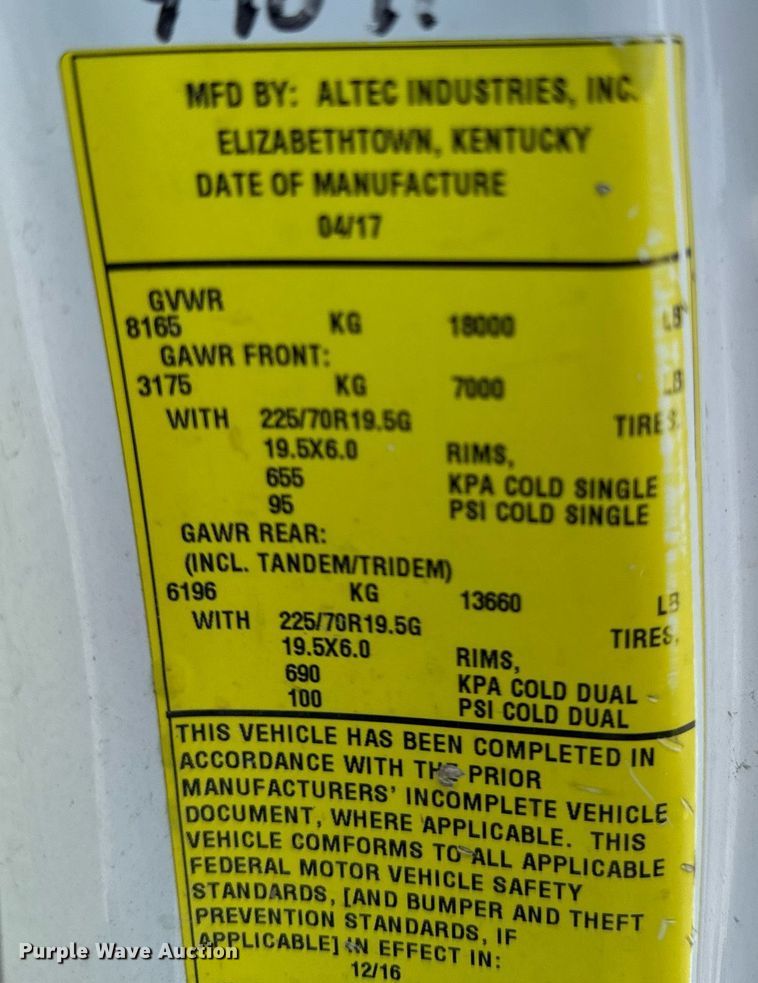 MFD BY: ALTEC INDUSTRIES, INC.
ELIZABETHTOWN, KENTUCKY
DATE OF MANUFACTURE
04/17
GVWR
8165 KG 18000 LB
GAWR FRONT:
3175 KG 7000 LB
WITH 225/70R19.5G TIRES,
19.5X6.0 RIMS,
655 KPA COLD SINGLE
95 PSI COLD SINGLE
GAWR REAR:
(INCL. TANDEM/TRIDEM)
6196 KG 13660 LB
WITH 225/70R19.5G TIRES,
19.5X6.0 RIMS,
690 KPA COLD DUAL
100 PSI COLD DUAL
THIS VEHICLE HAS BEEN COMPLETED IN
ACCORDANCE WITH THE PRIOR
MANUFACTURERS' INCOMPLETE VEHICLE
DOCUMENT, WHERE APPLICABLE. THIS
VEHICLE COMFORMS TO ALL APPLICABLE
FEDERAL MOTOR VEHICLE SAFETY
STANDARDS, [AND BUMPER AND THEFT
PREVENTION STANDARDS, IF
APPLICABLE] IN EFFECT IN:
12/16
Purple Wave Auction